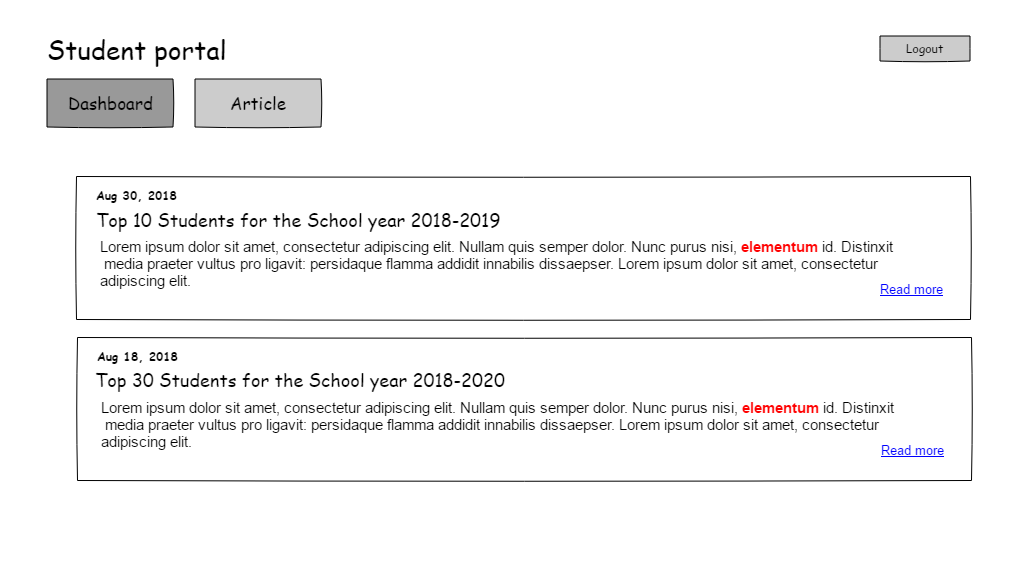 Student portal
Logout
Dashboard
Article
Aug 30, 2018
Top 10 Students for the School year 2018-2019
Lorem ipsum dolor sit amet, consectetur adipiscing elit. Nullam quis semper dolor. Nunc purus nisi, elementum id. Distinxit
media praeter vultus pro ligavit: persidaque flamma addidit innabilis dissaepser. Lorem ipsum dolor sit amet, consectetur
adipiscing elit.
Read more
Aug 18, 2018
Top 30 Students for the School year 2018-2020
Lorem ipsum dolor sit amet, consectetur adipiscing elit. Nullam quis semper dolor. Nunc purus nisi, elementum id. Distinxit
media praeter vultus pro ligavit: persidaque flamma addidit innabilis dissaepser. Lorem ipsum dolor sit amet, consectetur
adipiscing elit.
Read more